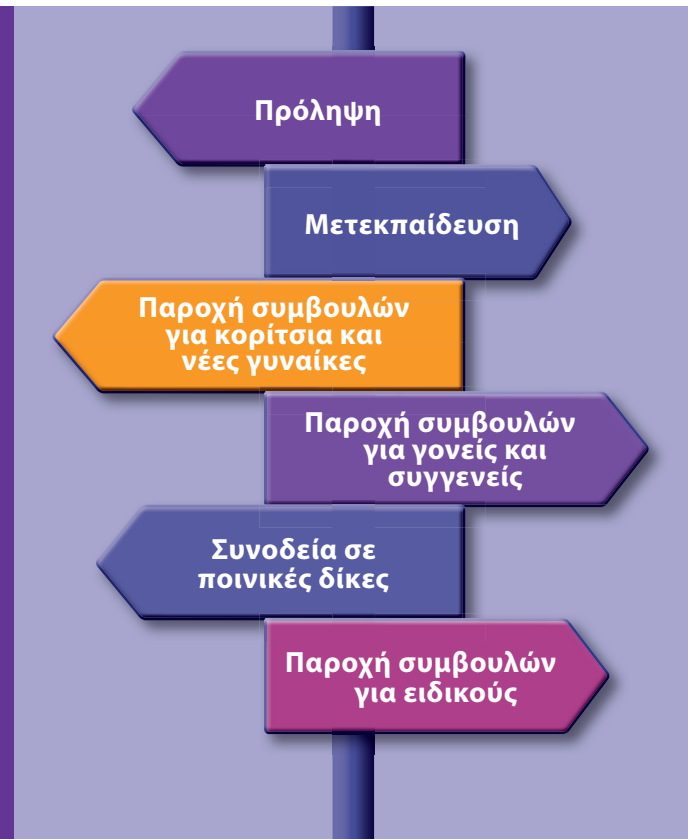 Πρόληψη
Μετεκπαίδευση
Παροχή συμβουλών
για κορίτσια και
νέες γυναίκες
Παροχή συμβουλών
για γονείς και
συγγενείς
Συνοδεία σε
ποινικές δίκες
Παροχή συμβουλών
για ειδικούς